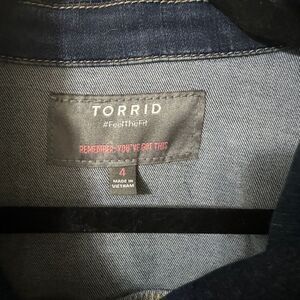 TORRID
#FeelTheFit
REMEMBER: YOU'VE GOT THIS
4
MADE IN
VIETNAM